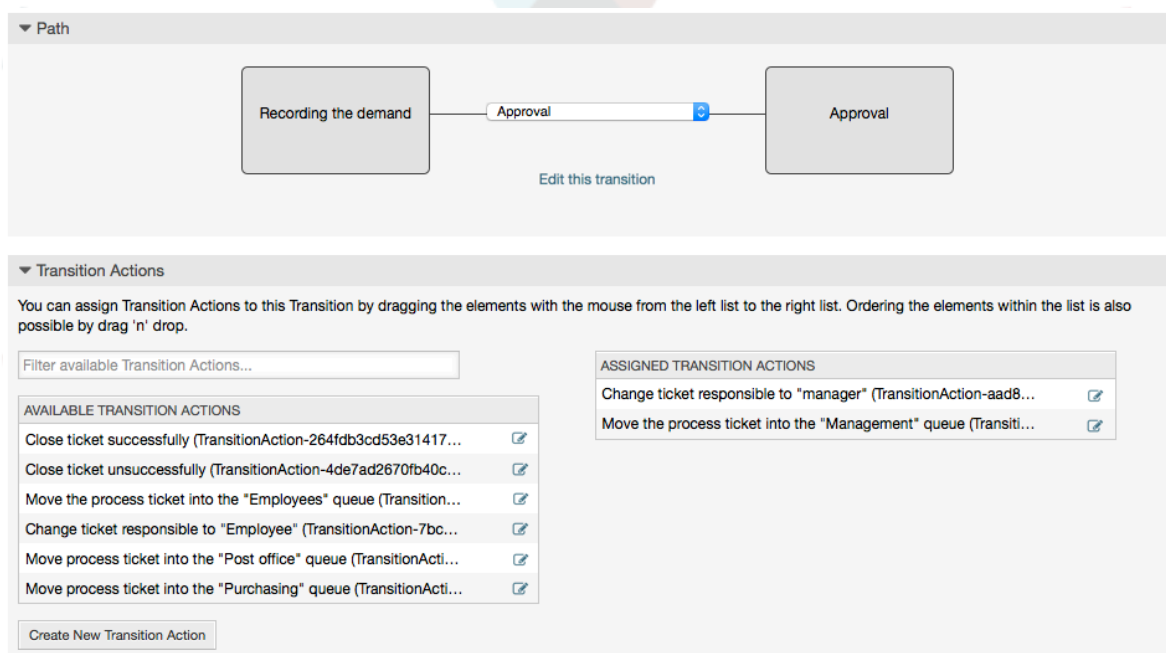 Path
Recording the demand
Approval
Approval
Edit this transition
Transition Actions
You can assign Transition Actions to this Transition by dragging the elements with the mouse from the left list to the right list. Ordering the elements within the list is also
possible by drag 'n' drop.
Filter available Transition Actions...
AVAILABLE TRANSITION ACTIONS
Close ticket successfully (TransitionAction-264fdb3cd53e31417...
Close ticket unsuccessfully (TransitionAction-4de7ad2670fb40c...
Move the process ticket into the "Employees" queue (Transition...
Change ticket responsible to "Employee" (TransitionAction-7bc...
Move process ticket into the "Post office" queue (TransitionActi...
Move process ticket into the "Purchasing" queue (TransitionActi...
Create New Transition Action
ASSIGNED TRANSITION ACTIONS
Change ticket responsible to "manager" (TransitionAction-aad8...
Move the process ticket into the "Management" queue (Transiti...